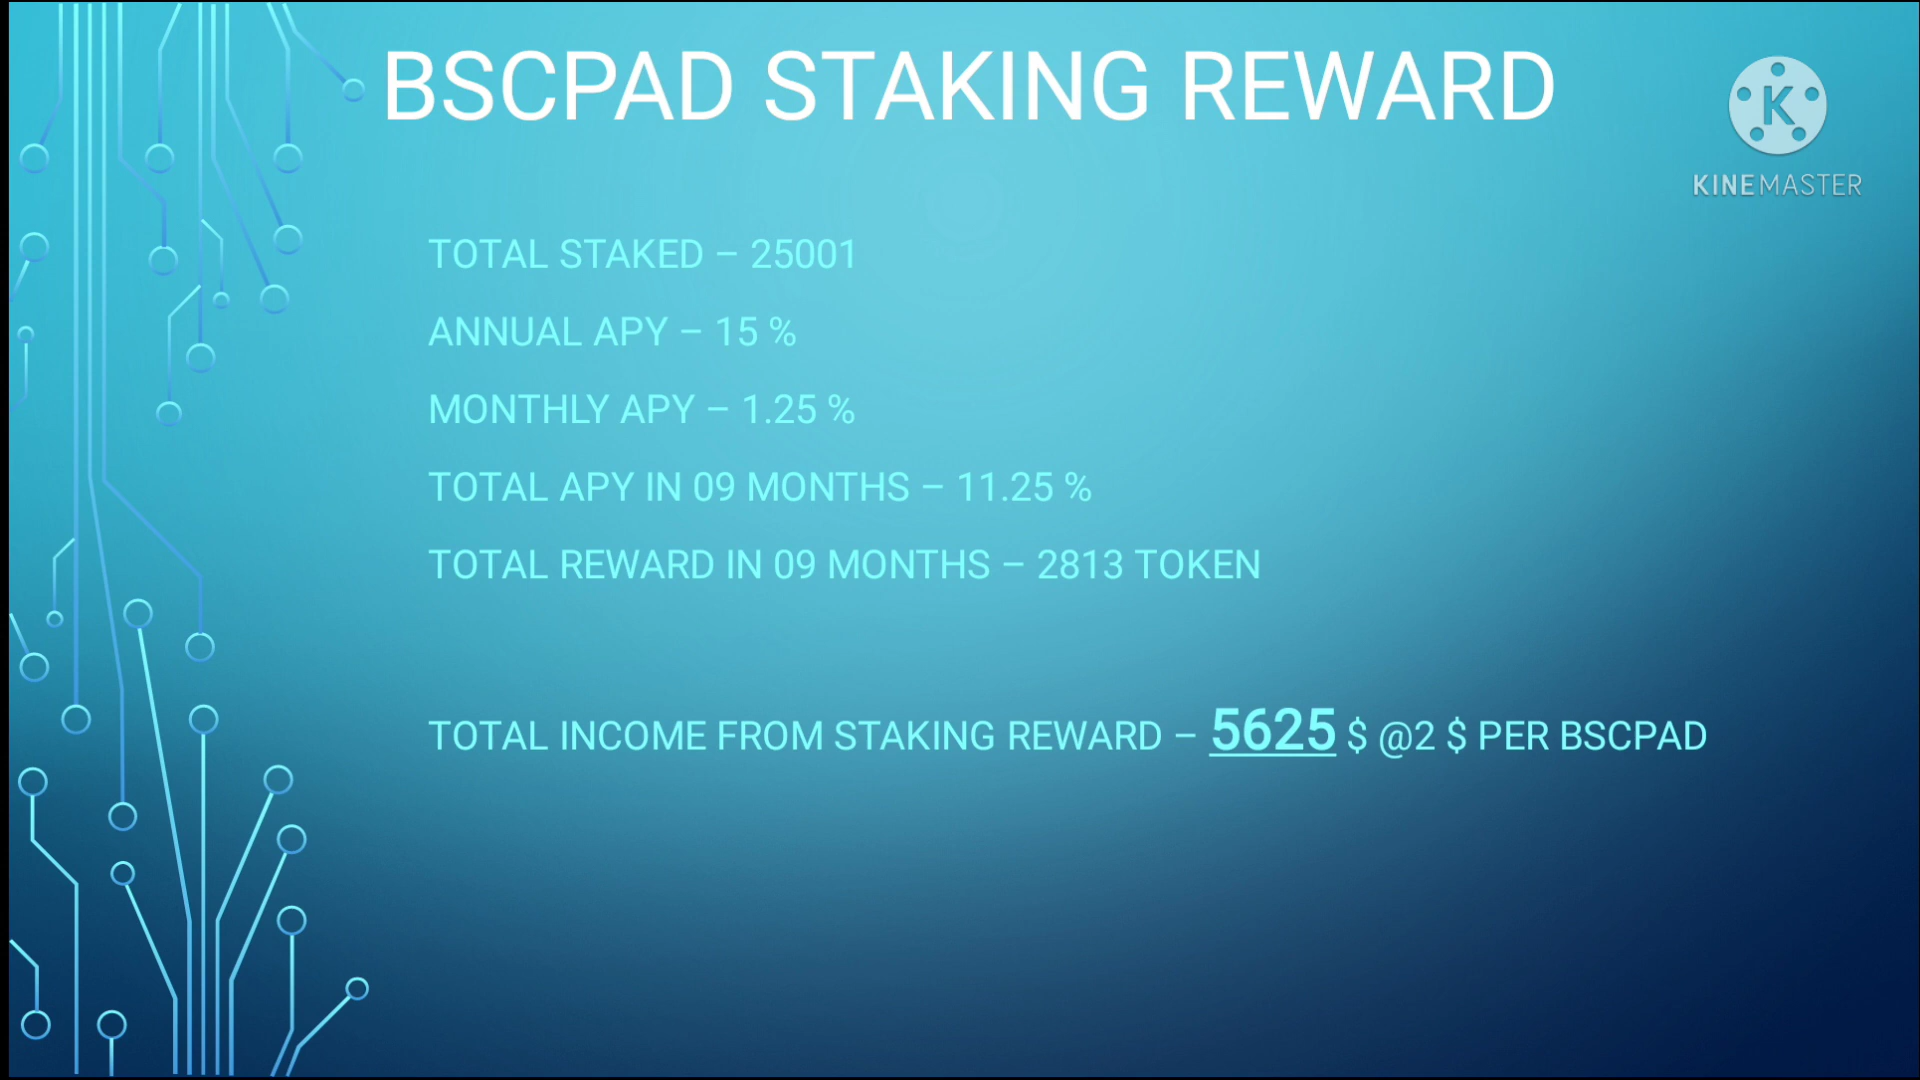 BSCPAD STAKING REWARD
K
KINEMASTER
TOTAL STAKED – 25001
ANNUAL APY – 15 %
MONTHLY APY – 1.25 %
TOTAL APY IN 09 MONTHS – 11.25 %
TOTAL REWARD IN 09 MONTHS – 2813 TOKEN
TOTAL INCOME FROM STAKING REWARD – 5625 $ @2 $ PER BSCPAD